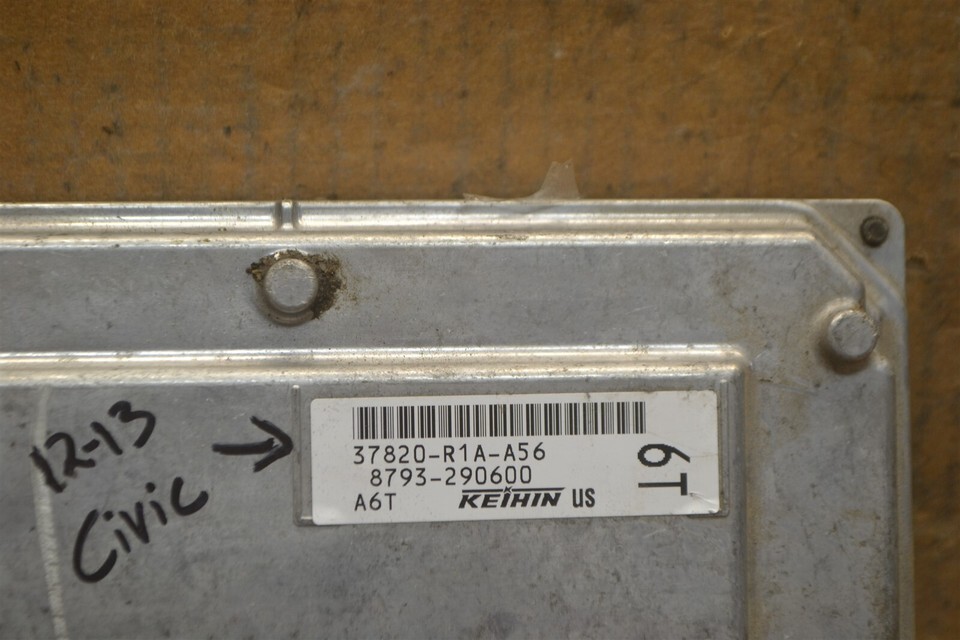 12-13
Civic
37820-R1A-A56
8793-290600
A6T KEIHIN US
6T